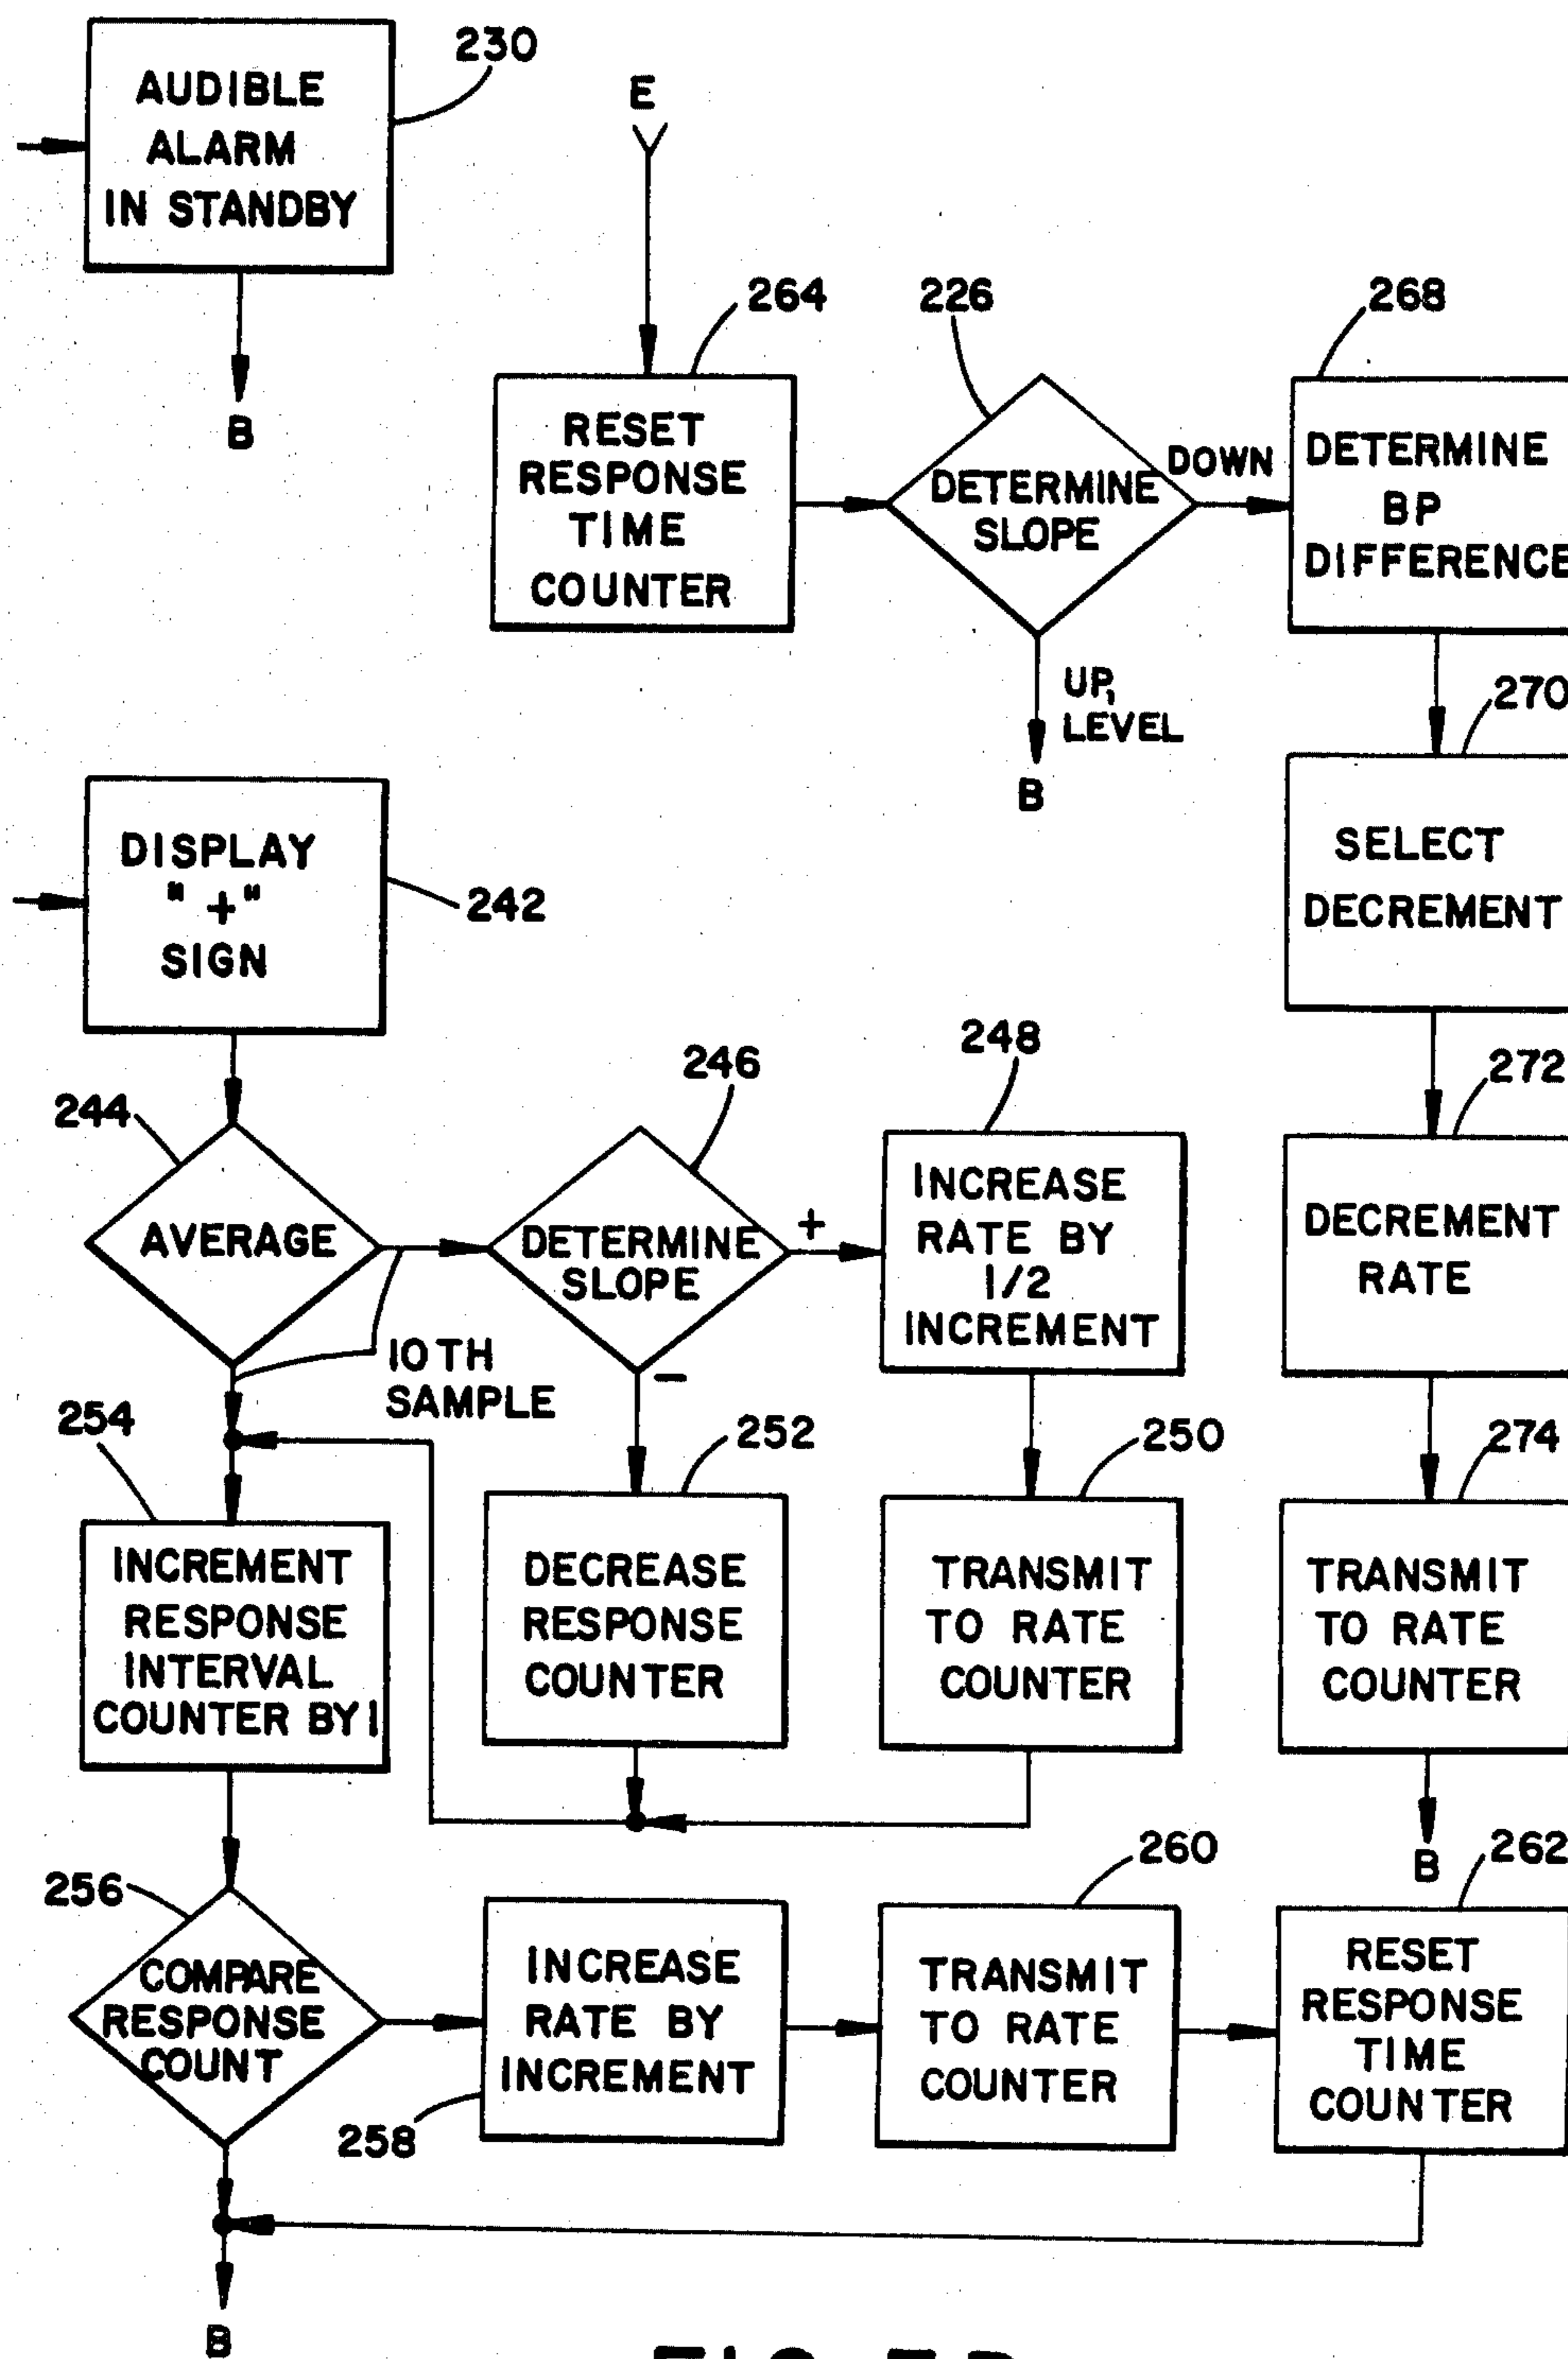 AUDIBLE
ALARM
IN STANDBY
230
B
E
264
RESET
RESPONSE
TIME
COUNTER
226
DETERMINE
SLOPE
DOWN
UP,
LEVEL
B
268
DETERMINE
BP
DIFFERENCE
270
SELECT
DECREMENT
272
DECREMENT
RATE
274
TRANSMIT
TO RATE
COUNTER
B
DISPLAY
"+"
SIGN
242
244
AVERAGE
10TH
SAMPLE
246
DETERMINE
SLOPE
+
−
248
INCREASE
RATE BY
1/2
INCREMENT
250
TRANSMIT
TO RATE
COUNTER
252
DECREASE
RESPONSE
COUNTER
254
INCREMENT
RESPONSE
INTERVAL
COUNTER BY 1
256
COMPARE
RESPONSE
COUNT
258
INCREASE
RATE BY
INCREMENT
260
TRANSMIT
TO RATE
COUNTER
262
RESET
RESPONSE
TIME
COUNTER
B